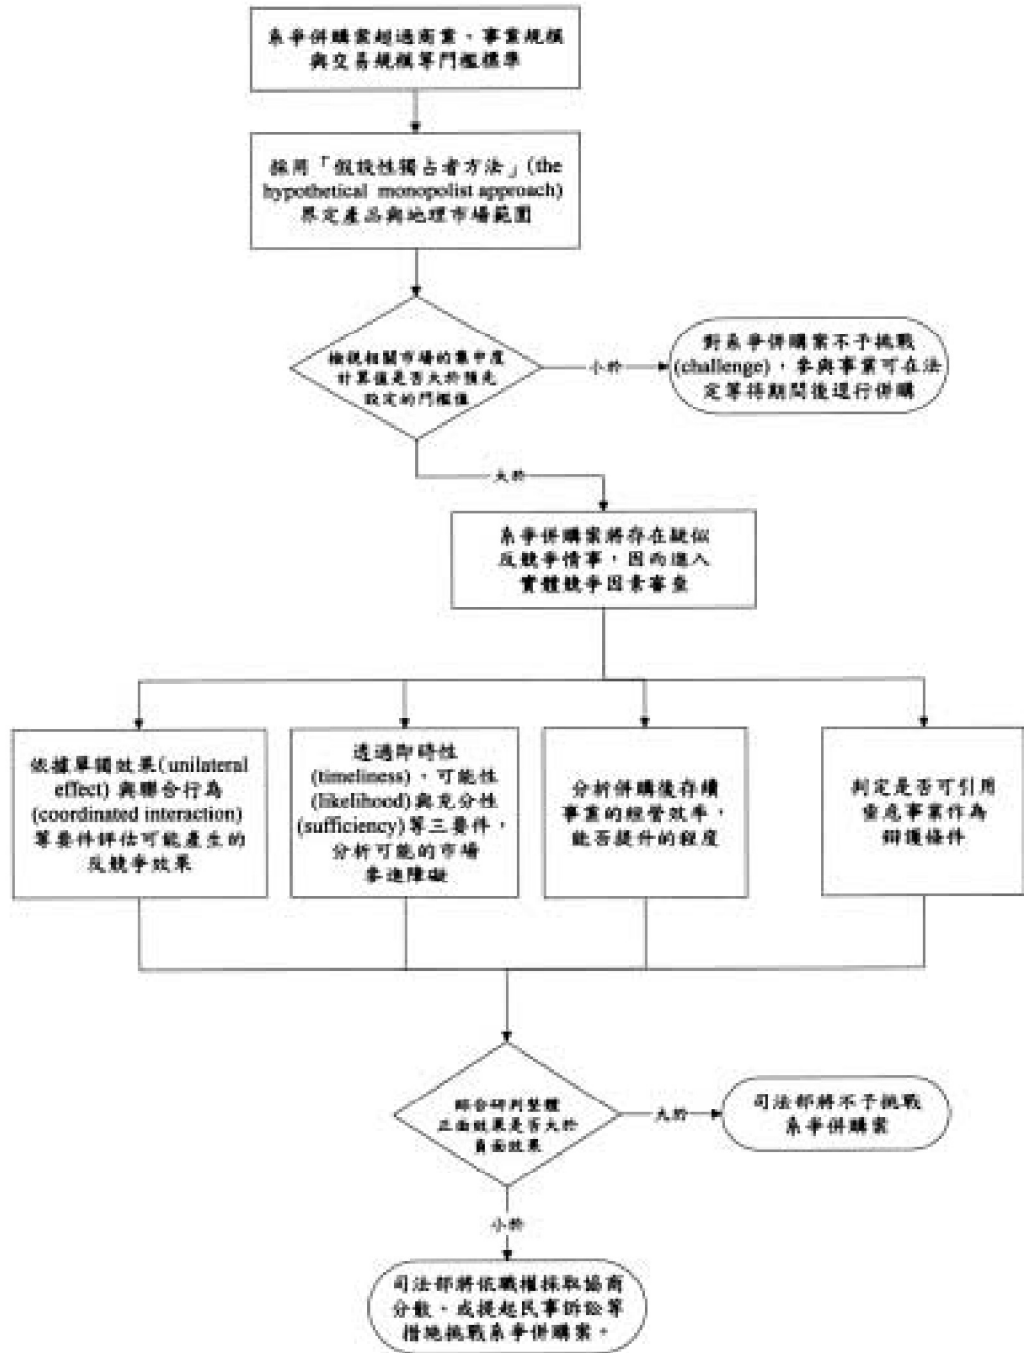 系爭併購案超過商業、事業規模
與交易規模等門檻標準
採用「假設性獨占者方法」(the
hypothetical monopolist approach)
界定產品與地理市場範圍
檢視相關市場的集中度
計算值是否大於預先
設定的門檻值
小於
對系爭併購案不予挑戰
(challenge)，參與事業可在法
定等待期間後逕行併購
大於
系爭併購案將存在疑似
反競爭情事，因而進入
實體競爭因素審查
依據單獨效果(unilateral
effect) 與聯合行為
(coordinated interaction)
等要件評估可能產生的
反競爭效果
透過即時性
(timeliness)、可能性
(likelihood)與充分性
(sufficiency)等三要件，
分析可能的市場
參進障礙
分析併購後存續
事業的經營效率，
能否提升的程度
判定是否可引用
垂危事業作為
辯護條件
綜合研判整體
正面效果是否大於
負面效果
大於
司法部將不予挑戰
系爭併購案
小於
司法部將依職權採取協商
分散、或提起民事訴訟等
措施挑戰系爭併購案。